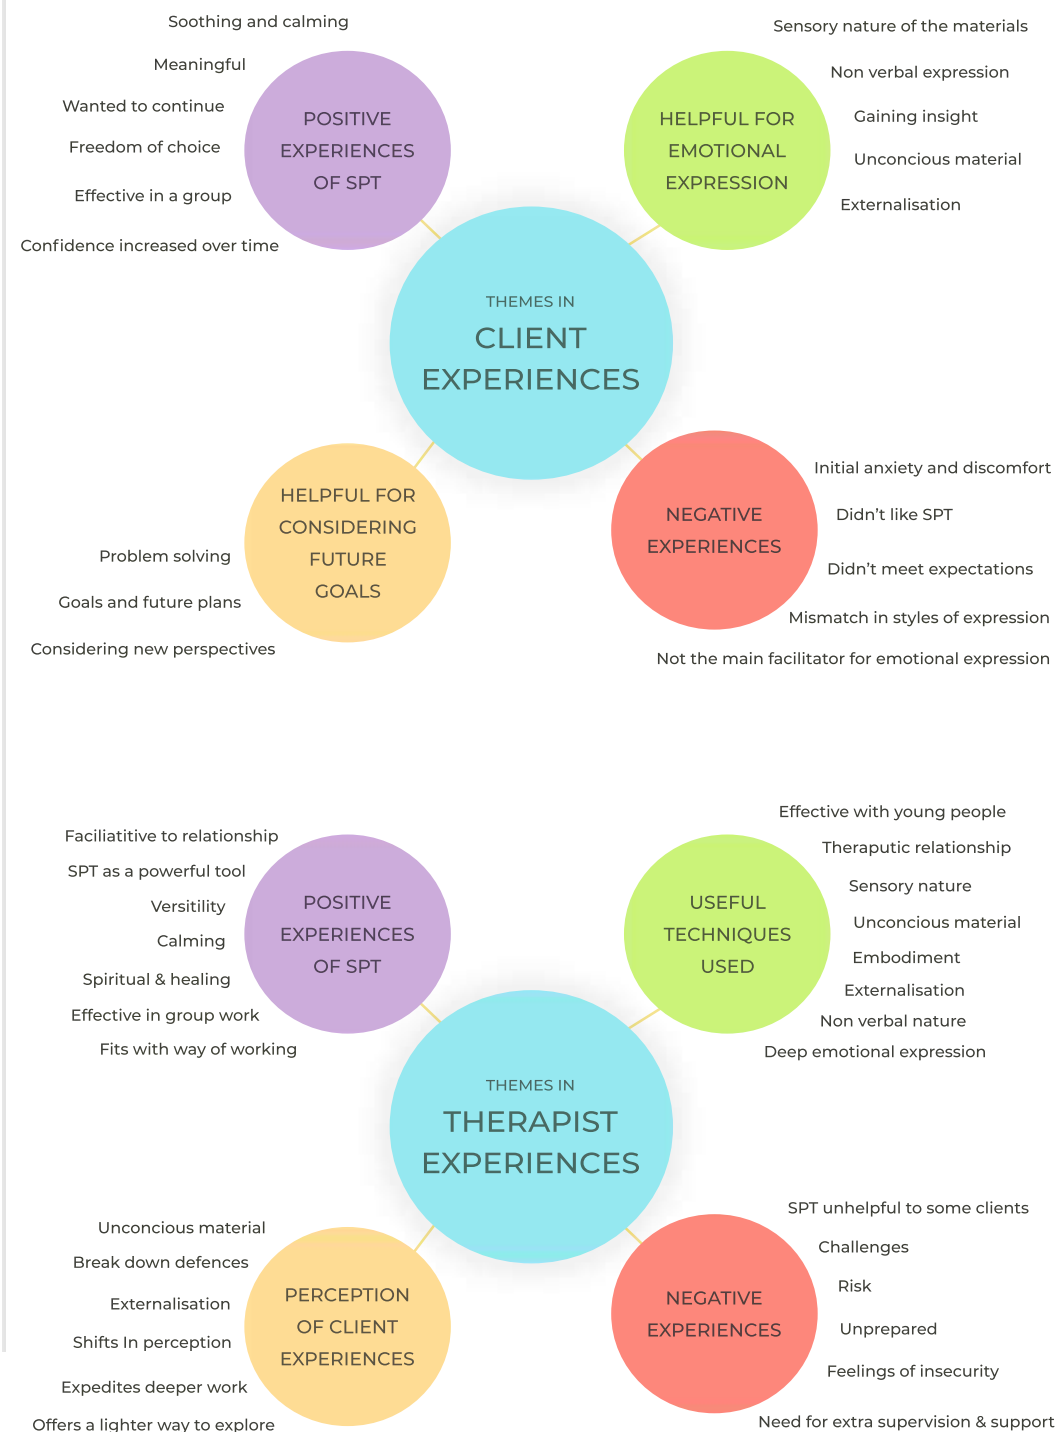 Soothing and calming
Meaningful
Wanted to continue
Freedom of choice
Effective in a group
Confidence increased over time
POSITIVE
EXPERIENCES
OF SPT
Sensory nature of the materials
Non verbal expression
Gaining insight
Unconcious material
Externalisation
HELPFUL FOR
EMOTIONAL
EXPRESSION
THEMES IN
CLIENT
EXPERIENCES
HELPFUL FOR
CONSIDERING
FUTURE
GOALS
Problem solving
Goals and future plans
Considering new perspectives
NEGATIVE
EXPERIENCES
Initial anxiety and discomfort
Didn't like SPT
Didn't meet expectations
Mismatch in styles of expression
Not the main facilitator for emotional expression
Faciliatitive to relationship
SPT as a powerful tool
Versitility
Calming
Spiritual & healing
Effective in group work
Fits with way of working
POSITIVE
EXPERIENCES
OF SPT
Effective with young people
Theraputic relationship
Sensory nature
Unconcious material
Embodiment
Externalisation
Non verbal nature
Deep emotional expression
USEFUL
TECHNIQUES
USED
THEMES IN
THERAPIST
EXPERIENCES
Unconcious material
Break down defences
Externalisation
Shifts In perception
Expedites deeper work
Offers a lighter way to explore
PERCEPTION
OF CLIENT
EXPERIENCES
NEGATIVE
EXPERIENCES
SPT unhelpful to some clients
Challenges
Risk
Unprepared
Feelings of insecurity
Need for extra supervision & support